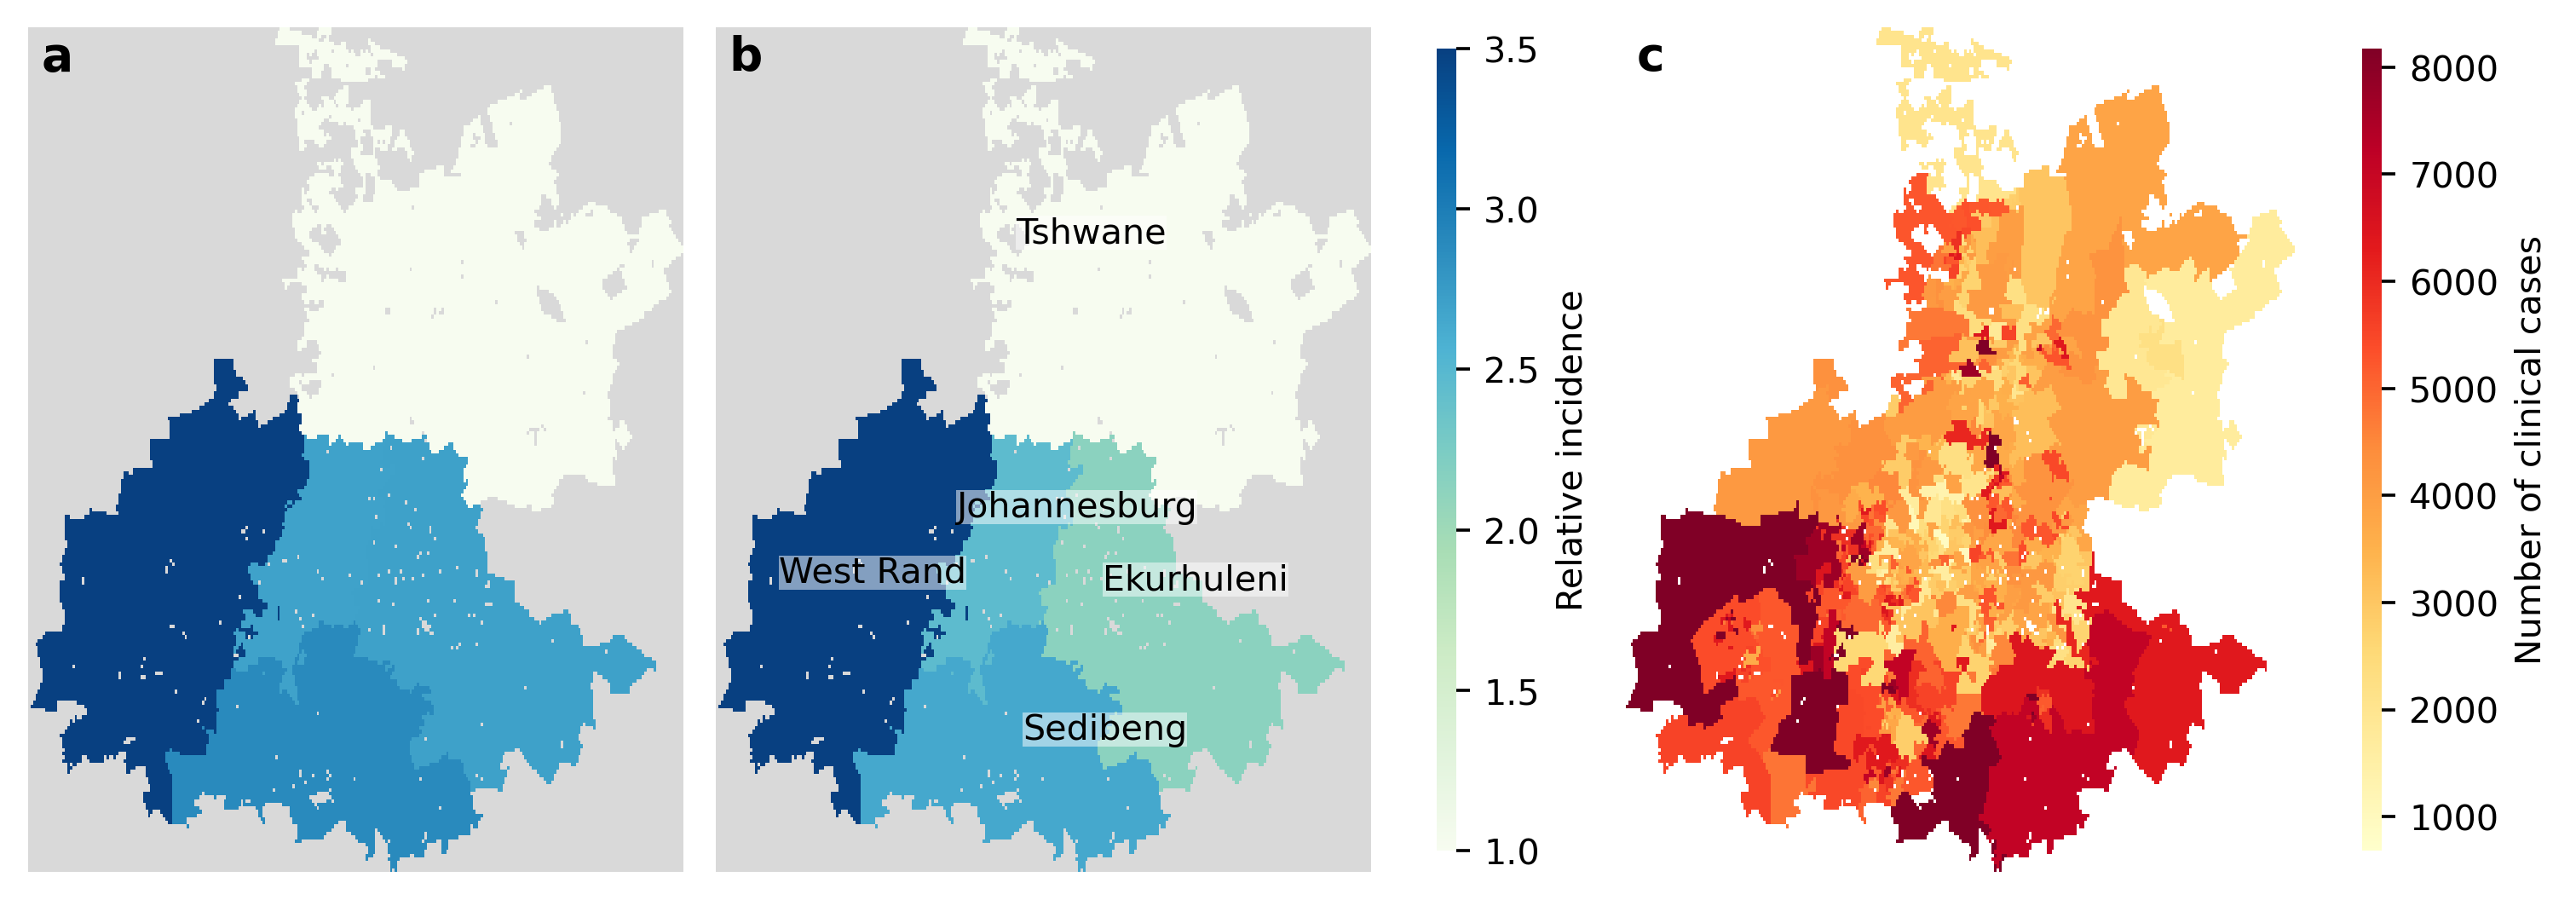 a
b
c
Tshwane
Johannesburg
West Rand
Ekurhuleni
Sedibeng
3.5
3.0
2.5
2.0
1.5
1.0
Relative incidence
8000
7000
6000
5000
4000
3000
2000
1000
Number of clinical cases